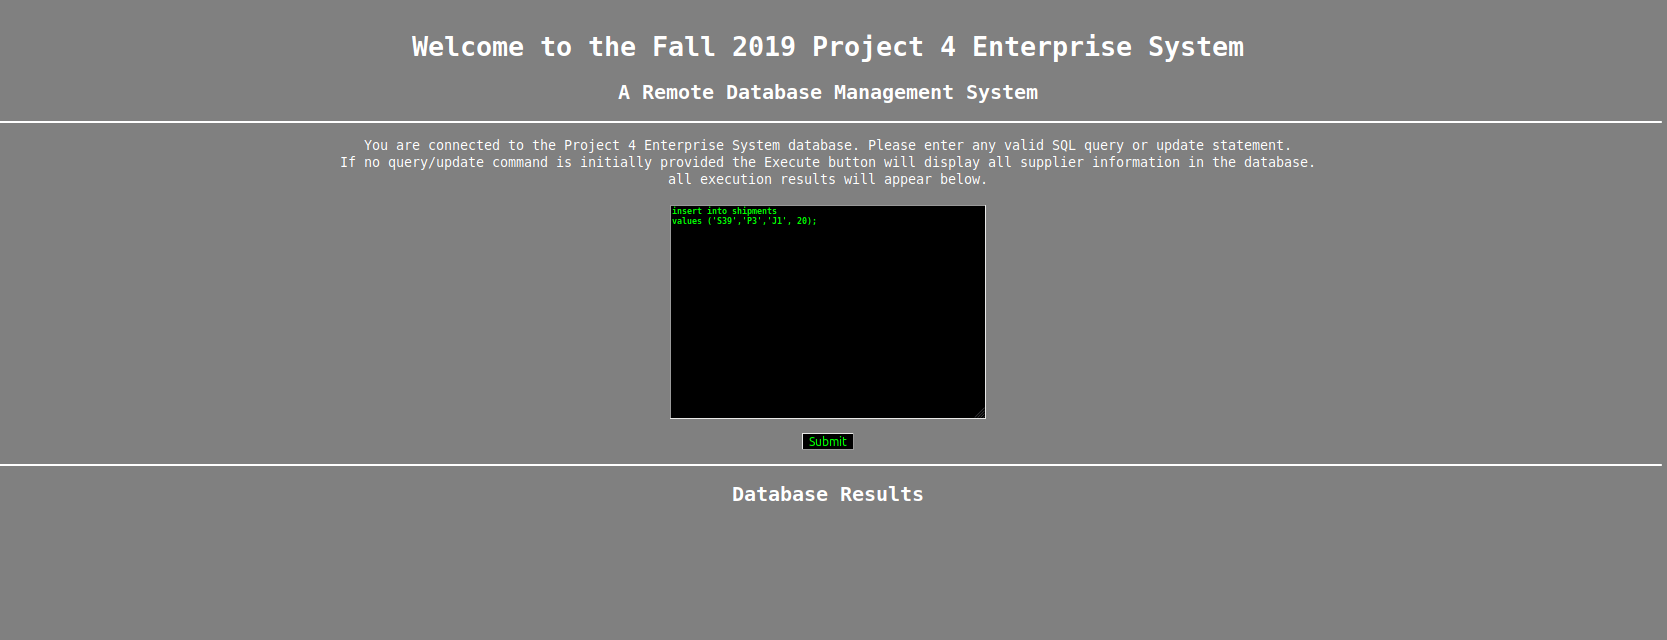 Welcome to the Fall 2019 Project 4 Enterprise System
A Remote Database Management System
You are connected to the Project 4 Enterprise System database. Please enter any valid SQL query or update statement.
If no query/update command is initially provided the Execute button will display all supplier information in the database.
all execution results will appear below.
insert into shipments
values ('S39','P3','J1', 20);
Submit
Database Results